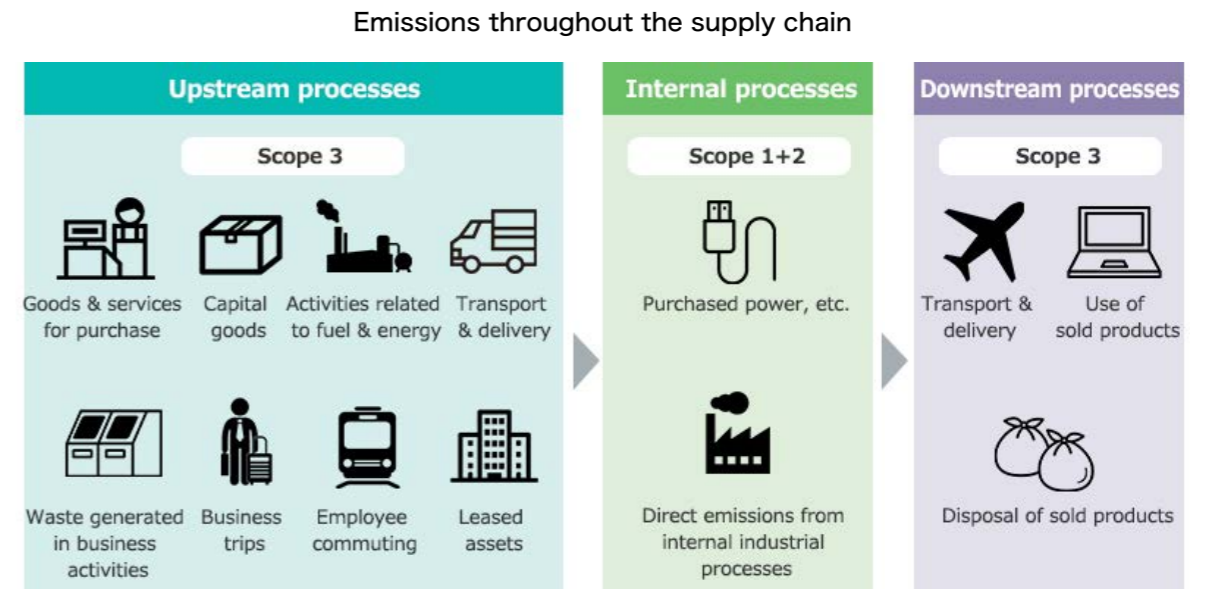 Emissions throughout the supply chain
Upstream processes
Scope 3
Goods & services
for purchase
Capital
goods
Activities related
to fuel & energy
Transport
& delivery
Waste generated
in business
activities
Business
trips
Employee
commuting
Leased
assets
Internal processes
Scope 1+2
Purchased power, etc.
Direct emissions from
internal industrial
processes
Downstream processes
Scope 3
Transport &
delivery
Use of
sold products
Disposal of sold products